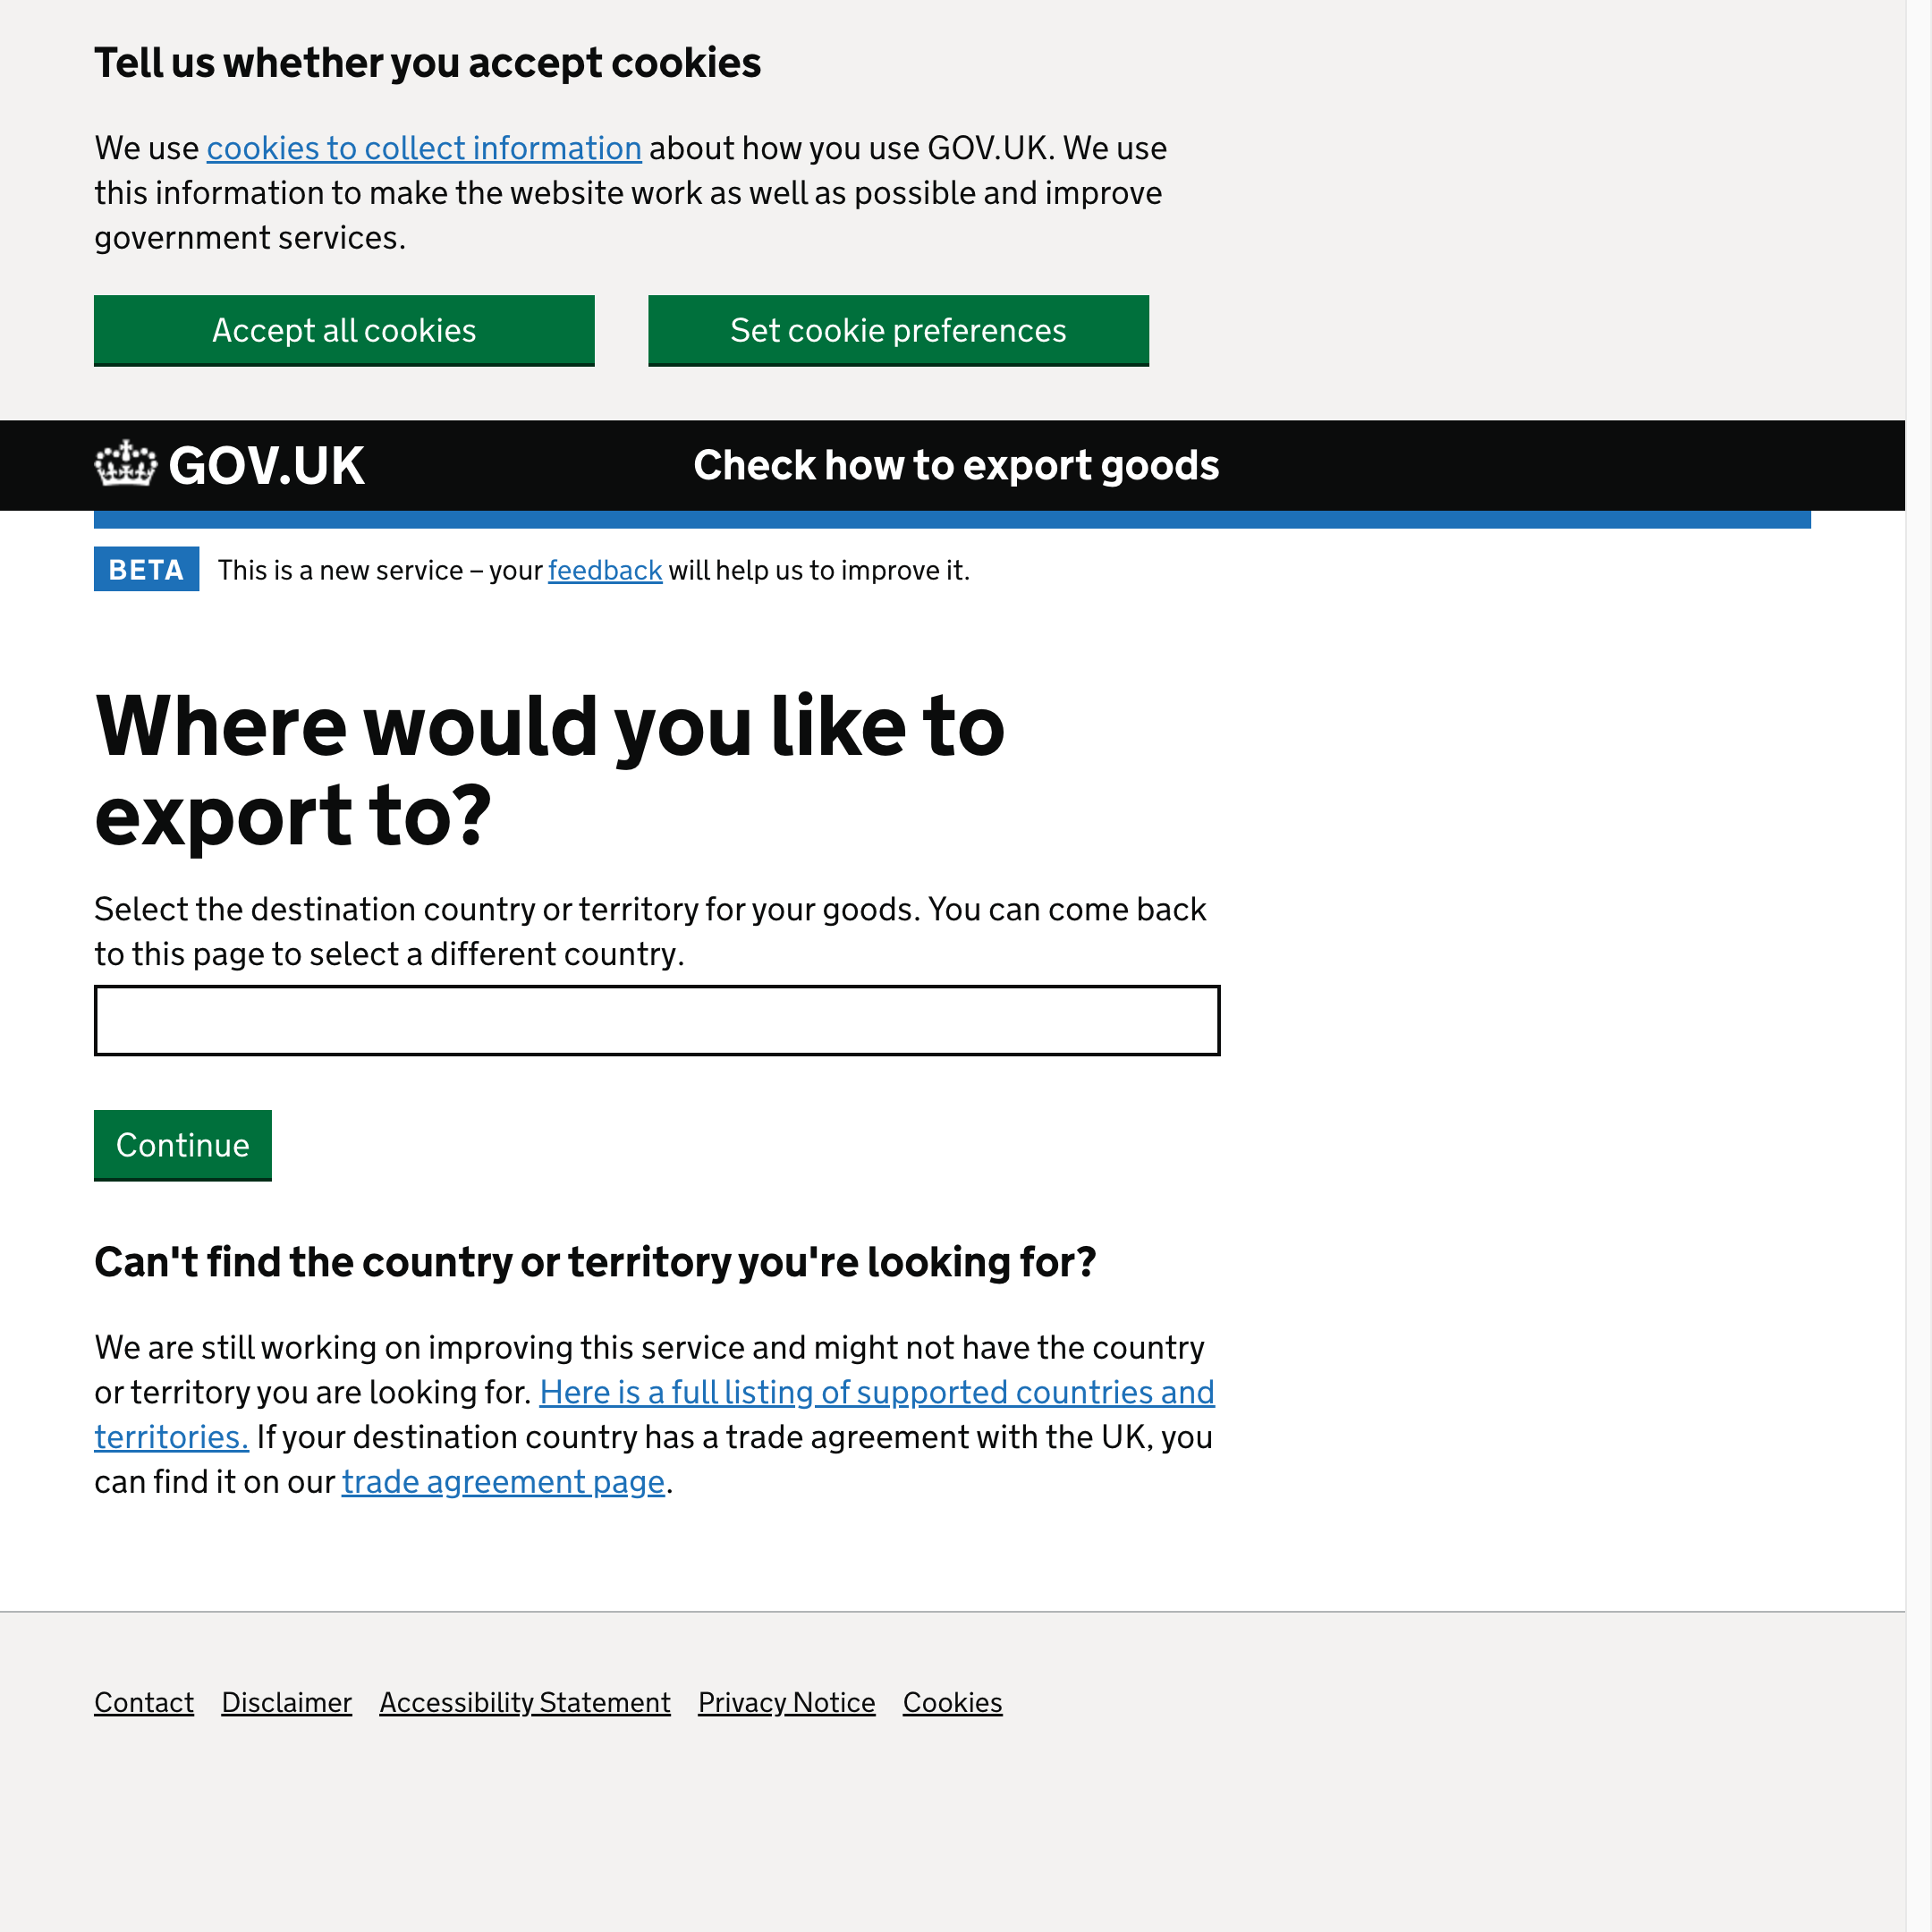 Tell us whether you accept cookies
We use cookies to collect information about how you use GOV.UK. We use
this information to make the website work as well as possible and improve
government services.
Accept all cookies
Set cookie preferences
GOV.UK
Check how to export goods
BETA
This is a new service – your feedback will help us to improve it.
Where would you like to
export to?
Select the destination country or territory for your goods. You can come back
to this page to select a different country.
Continue
Can't find the country or territory you're looking for?
We are still working on improving this service and might not have the country
or territory you are looking for. Here is a full listing of supported countries and
territories. If your destination country has a trade agreement with the UK, you
can find it on our trade agreement page.
Contact Disclaimer Accessibility Statement Privacy Notice Cookies